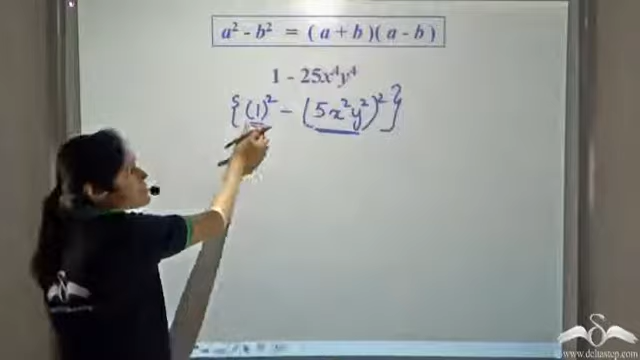 a² - b² = ( a + b ) ( a - b )
1 - 25x⁴y⁴
{(1)² - (5x²y²)²}
www.deltastep.com